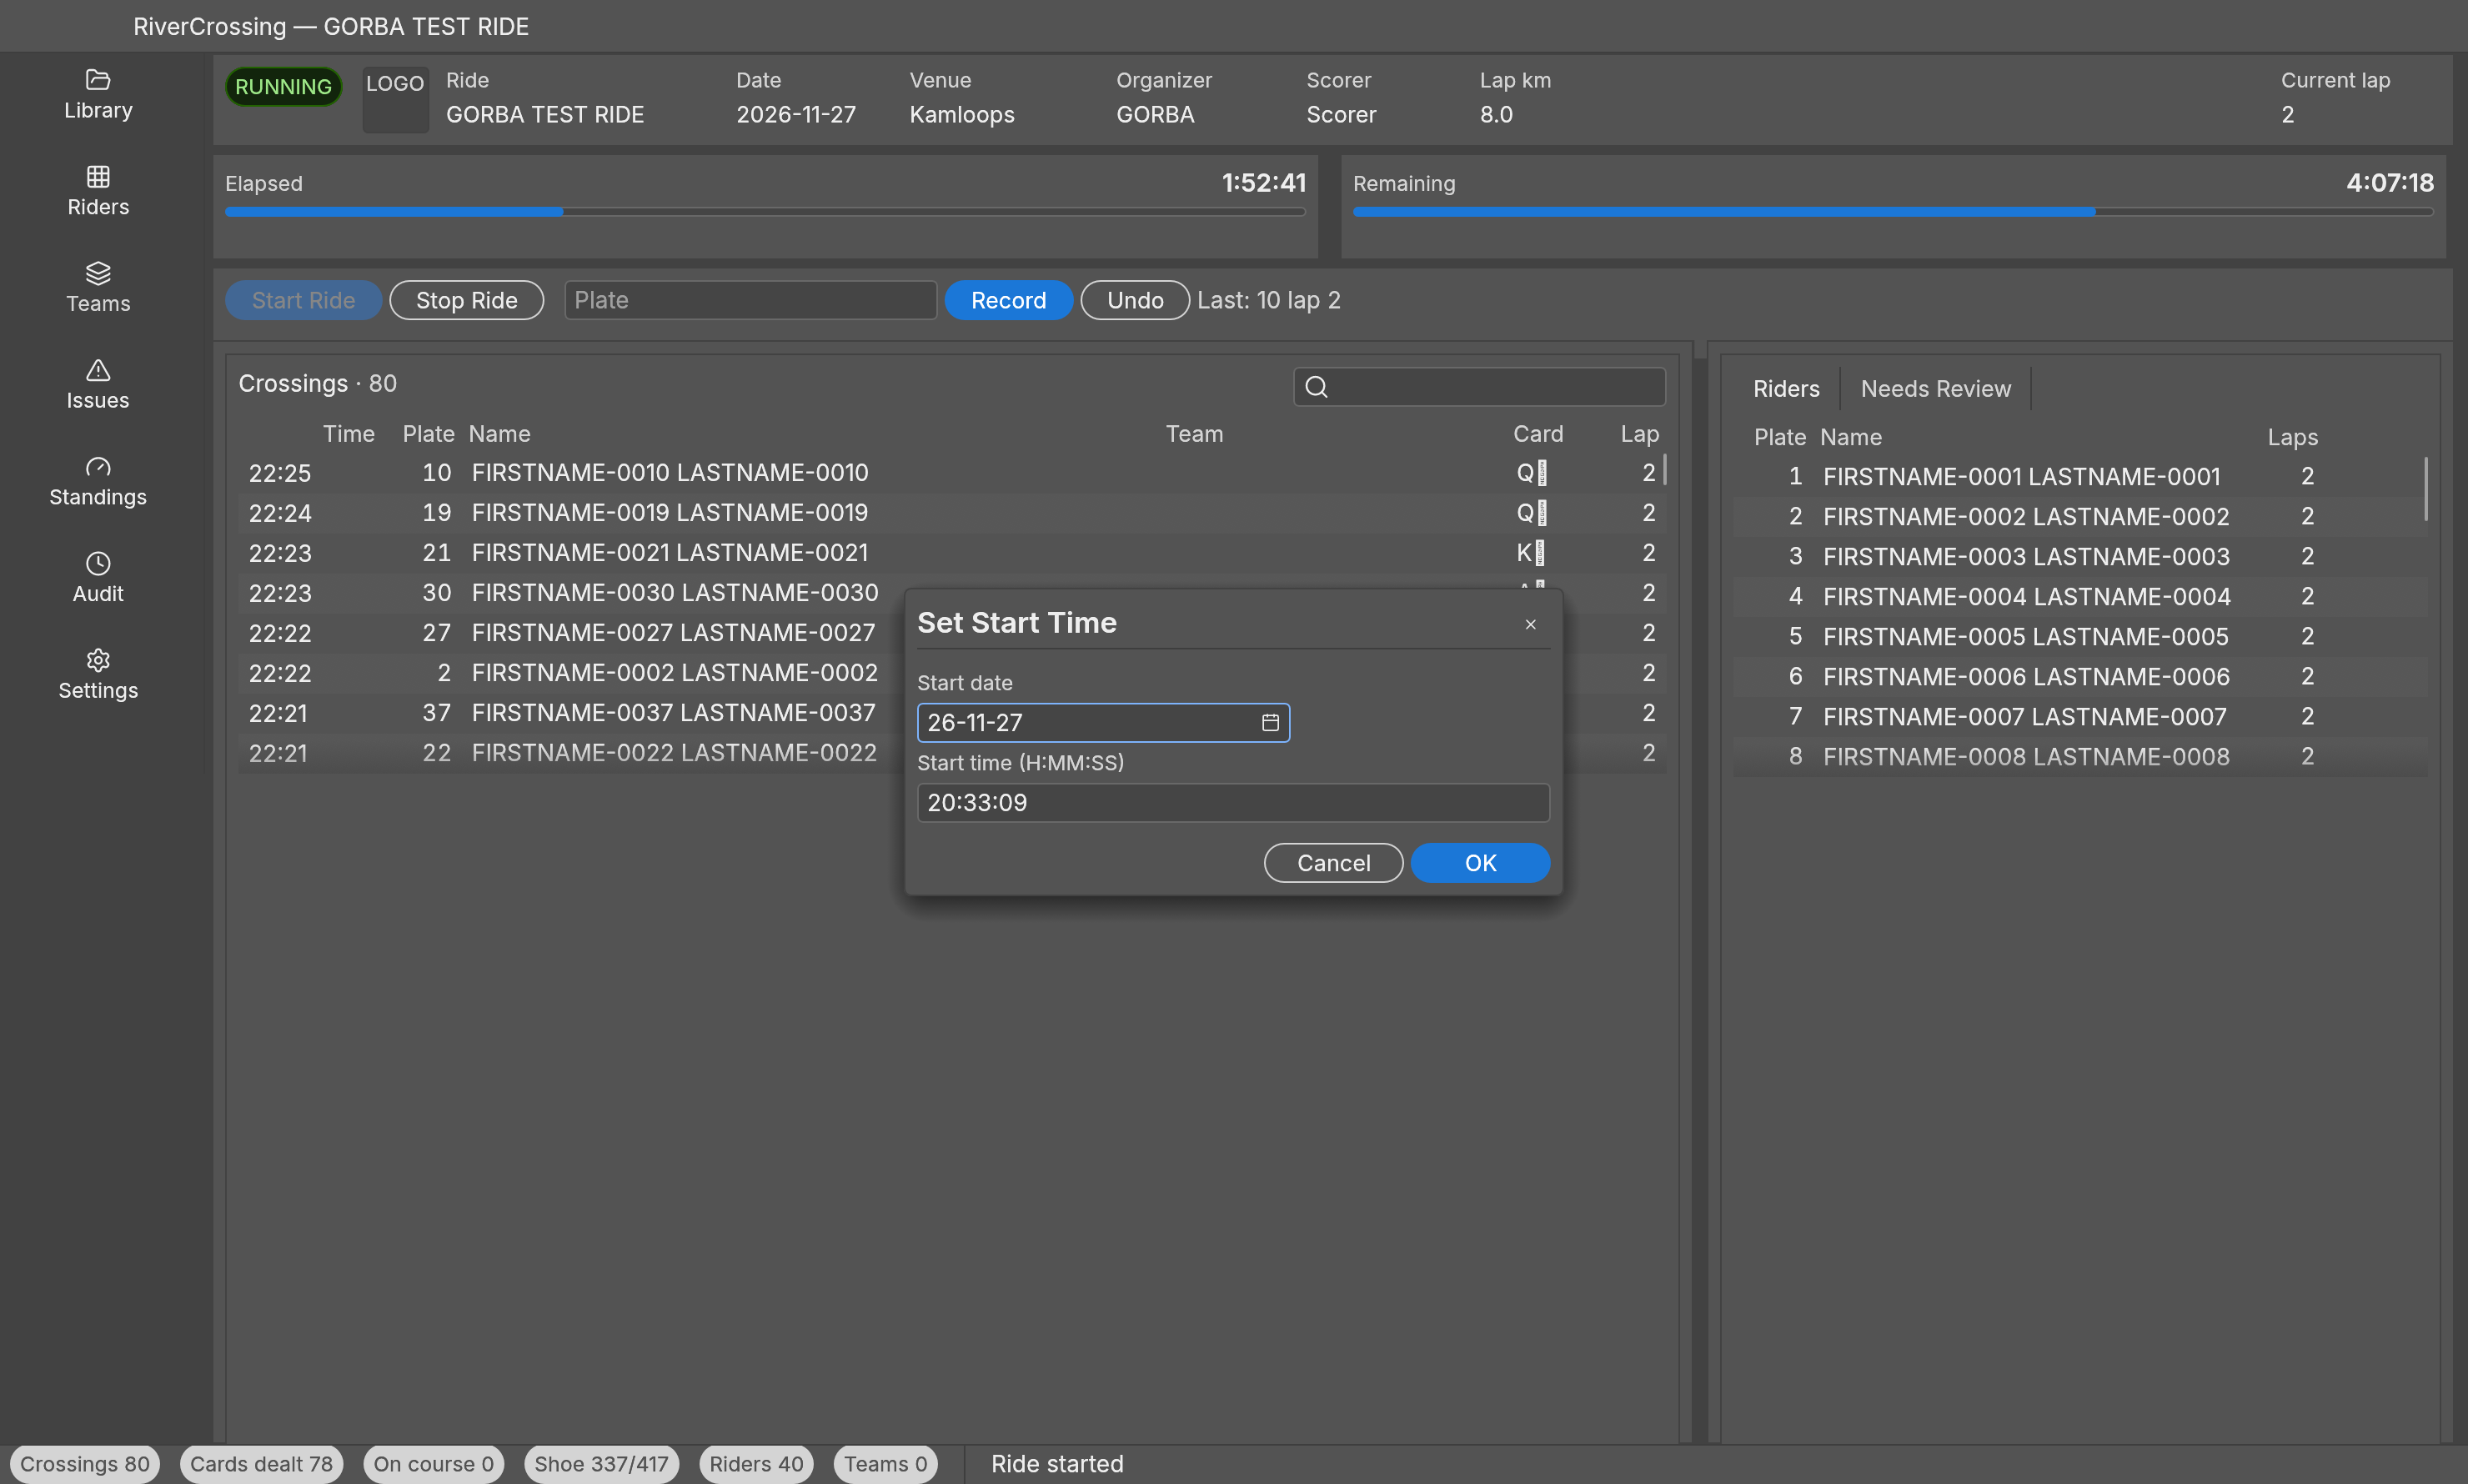 RiverCrossing — GORBA TEST RIDE
Library
Riders
Teams
Issues
Standings
Audit
Settings
RUNNING
LOGO
Ride
GORBA TEST RIDE
Date
2026-11-27
Venue
Kamloops
Organizer
GORBA
Scorer
Scorer
Lap km
8.0
Current lap
2
Elapsed 1:52:41
Remaining 4:07:18
Start Ride Stop Ride Plate Record Undo Last: 10 lap 2
Crossings · 80
Time Plate Name Team Card Lap
22:25 10 FIRSTNAME-0010 LASTNAME-0010 Q 2
22:24 19 FIRSTNAME-0019 LASTNAME-0019 Q 2
22:23 21 FIRSTNAME-0021 LASTNAME-0021 K 2
22:23 30 FIRSTNAME-0030 LASTNAME-0030 2
22:22 27 FIRSTNAME-0027 LASTNAME-0027 2
22:22 2 FIRSTNAME-0002 LASTNAME-0002 2
22:21 37 FIRSTNAME-0037 LASTNAME-0037 2
22:21 22 FIRSTNAME-0022 LASTNAME-0022 2
Set Start Time ×
Start date
26-11-27
Start time (H:MM:SS)
20:33:09
Cancel OK
Riders Needs Review
Plate Name Laps
1 FIRSTNAME-0001 LASTNAME-0001 2
2 FIRSTNAME-0002 LASTNAME-0002 2
3 FIRSTNAME-0003 LASTNAME-0003 2
4 FIRSTNAME-0004 LASTNAME-0004 2
5 FIRSTNAME-0005 LASTNAME-0005 2
6 FIRSTNAME-0006 LASTNAME-0006 2
7 FIRSTNAME-0007 LASTNAME-0007 2
8 FIRSTNAME-0008 LASTNAME-0008 2
Crossings 80 Cards dealt 78 On course 0 Shoe 337/417 Riders 40 Teams 0 Ride started